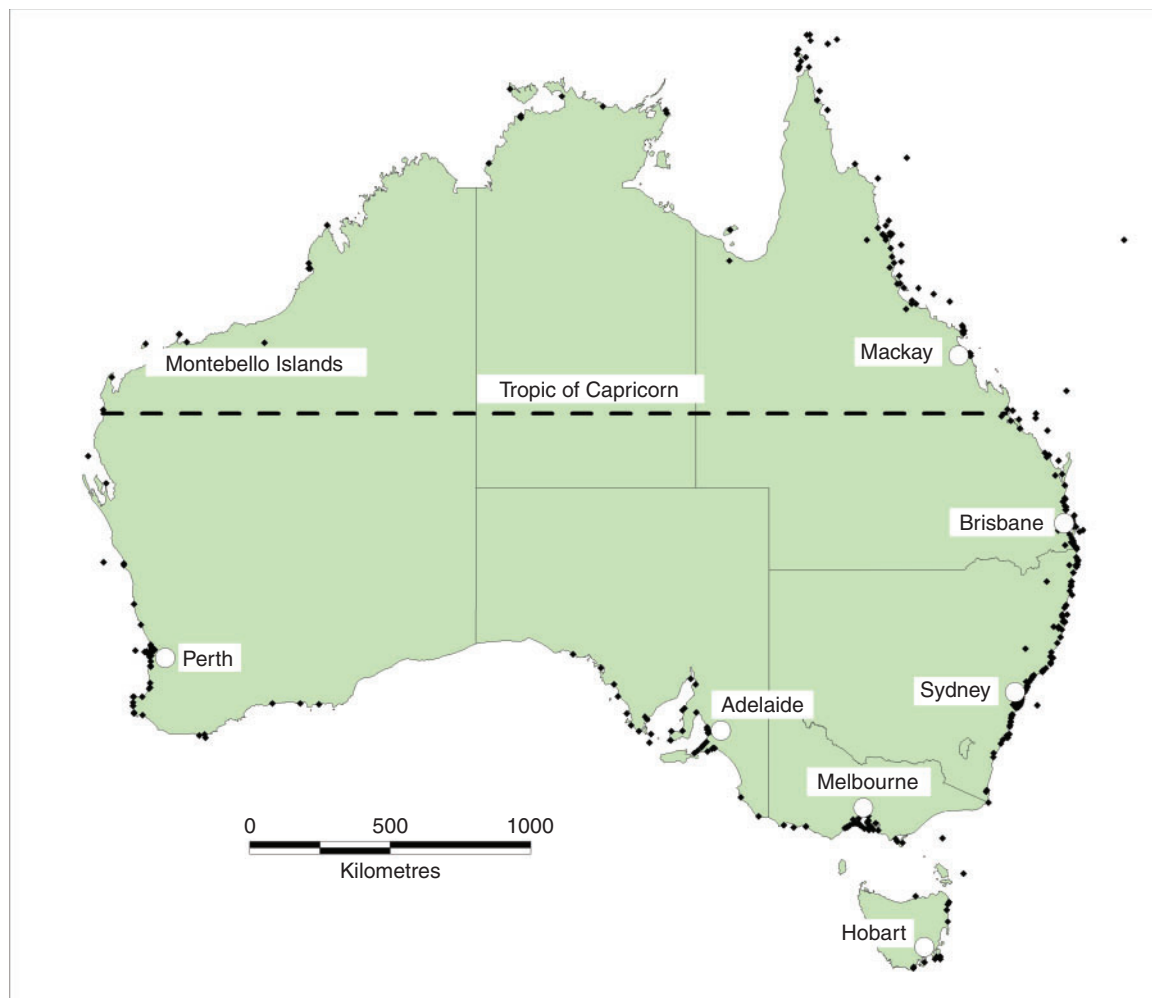 Mackay
Montebello Islands
Tropic of Capricorn
Brisbane
Perth
Sydney
Adelaide
Melbourne
0 500 1000
Kilometres
Hobart